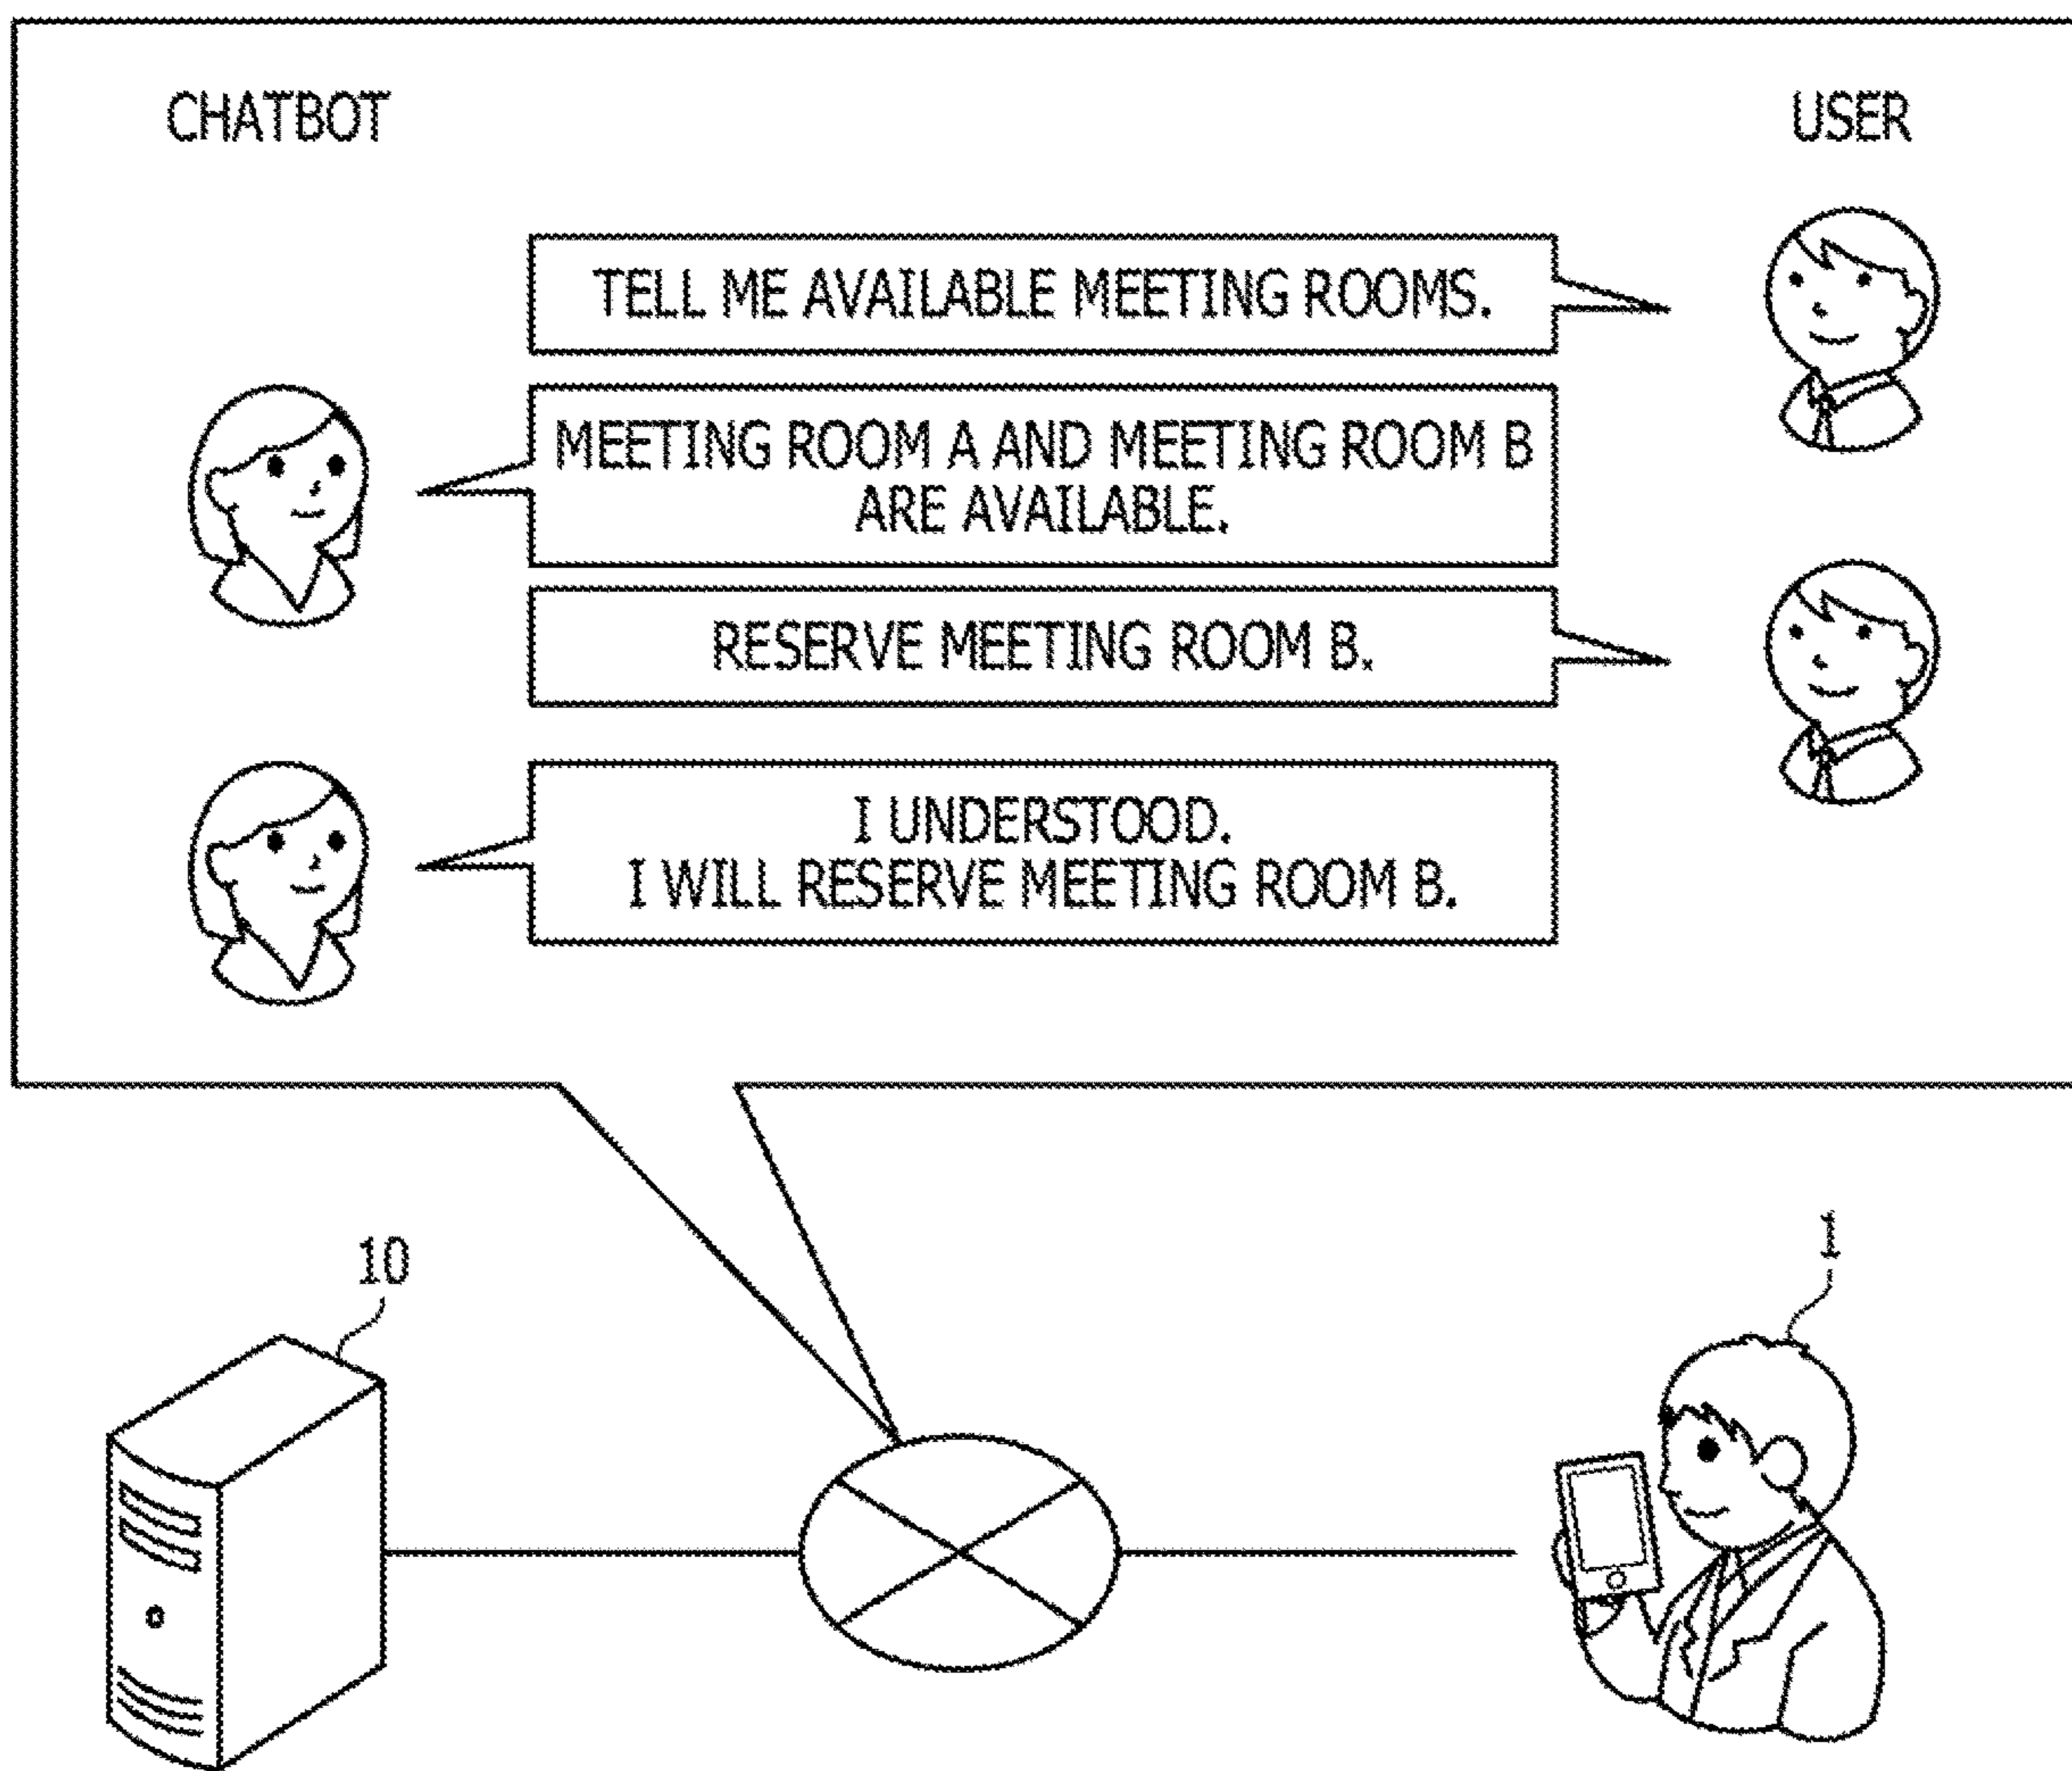 CHATBOT
USER
TELL ME AVAILABLE MEETING ROOMS.
MEETING ROOM A AND MEETING ROOM B
ARE AVAILABLE.
RESERVE MEETING ROOM B.
I UNDERSTOOD.
I WILL RESERVE MEETING ROOM B.
10
1